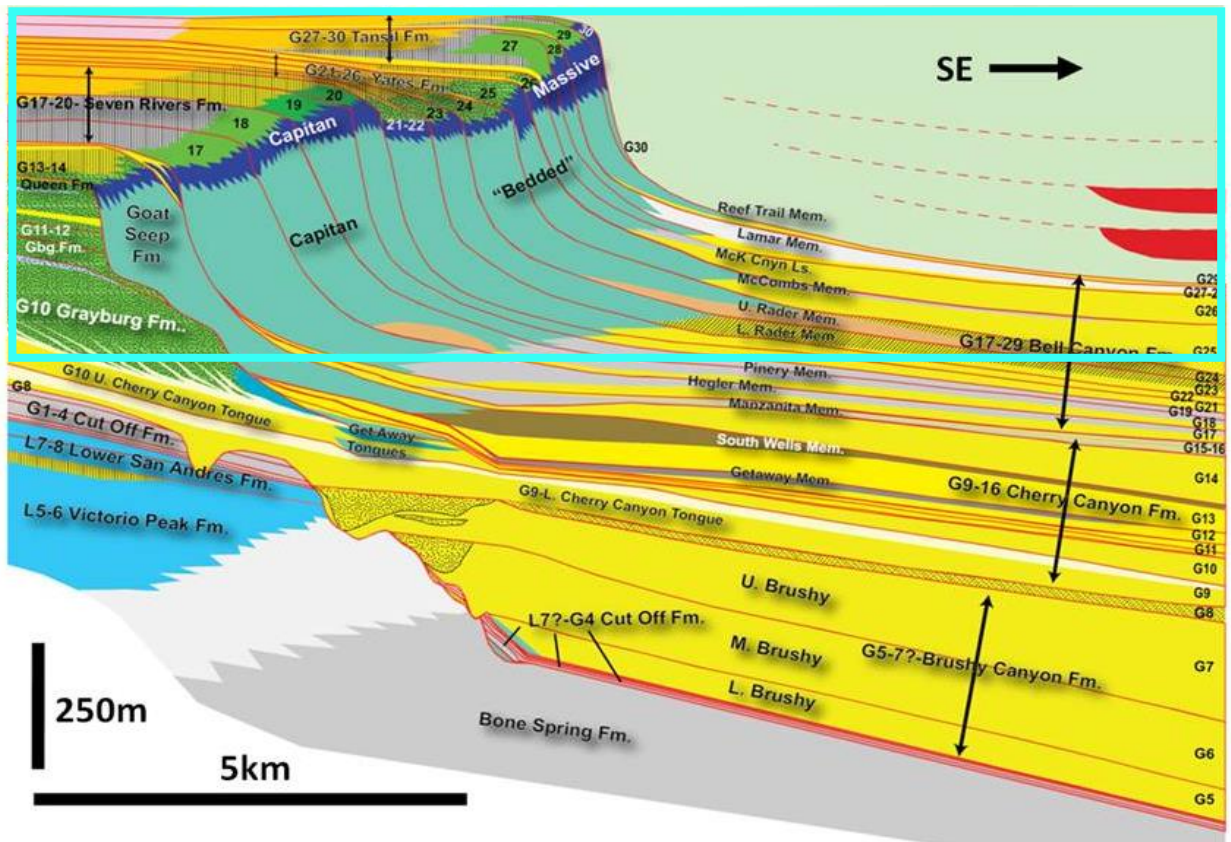 G27-30 Tansil Fm.
27
28
29
30
G21-26- Yates Fm.
26
Massive
SE
G17-20- Seven Rivers Fm.
20
19
18
17
25
24
23
21-22
Capitan
G30
G13-14
Queen Fm.
"Bedded"
Goat
Seep
Fm.
Capitan
G11-12
Gbg.Fm.
Reef Trail Mem.
Lamar Mem.
McK Cnyn Ls.
McCombs Mem.
G29
G27-2
G26
G10 Grayburg Fm..
U. Rader Mem.
L. Rader Mem.
G17-29 Bell Canyon Fm.
G25
G24
G23
G22
G21
G19
G18
G17
G15-16
Pinery Mem.
Hegler Mem.
Manzanita Mem.
G8
G10 U. Cherry Canyon Tongue
G1-4 Cut Off Fm.
Get Away
Tongues
South Wells Mem.
L7-8 Lower San Andres Fm.
Getaway Mem.
G9-16 Cherry Canyon Fm.
G14
G13
G12
G11
G10
G9
G8
L5-6 Victorio Peak Fm.
G9-L. Cherry Canyon Tongue
U. Brushy
L7?-G4 Cut Off Fm.
M. Brushy
G5-7?-Brushy Canyon Fm.
G7
L. Brushy
250m
Bone Spring Fm.
G6
5km
G5